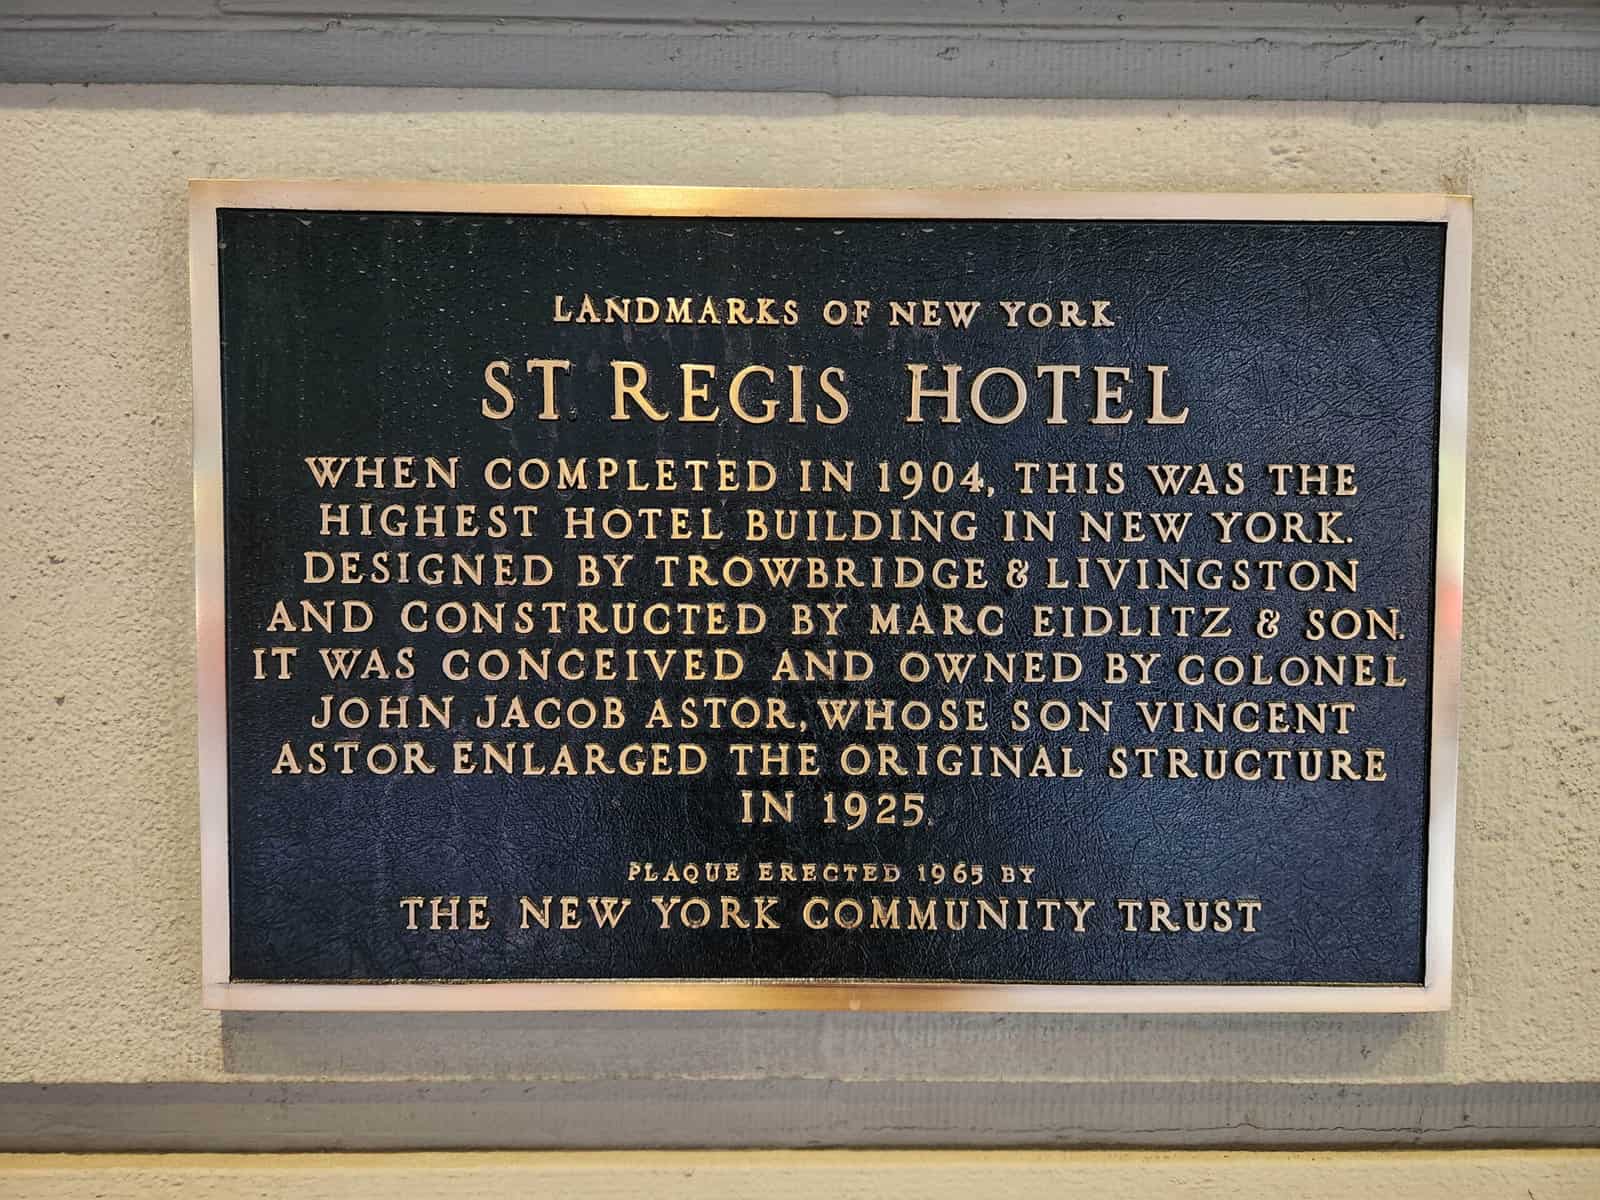 LANDMARKS OF NEW YORK
ST. REGIS HOTEL
WHEN COMPLETED IN 1904, THIS WAS THE
HIGHEST HOTEL BUILDING IN NEW YORK.
DESIGNED BY TROWBRIDGE & LIVINGSTON
AND CONSTRUCTED BY MARC EIDLITZ & SON.
IT WAS CONCEIVED AND OWNED BY COLONEL
JOHN JACOB ASTOR, WHOSE SON VINCENT
ASTOR ENLARGED THE ORIGINAL STRUCTURE
IN 1925.
PLAQUE ERECTED 1965 BY
THE NEW YORK COMMUNITY TRUST